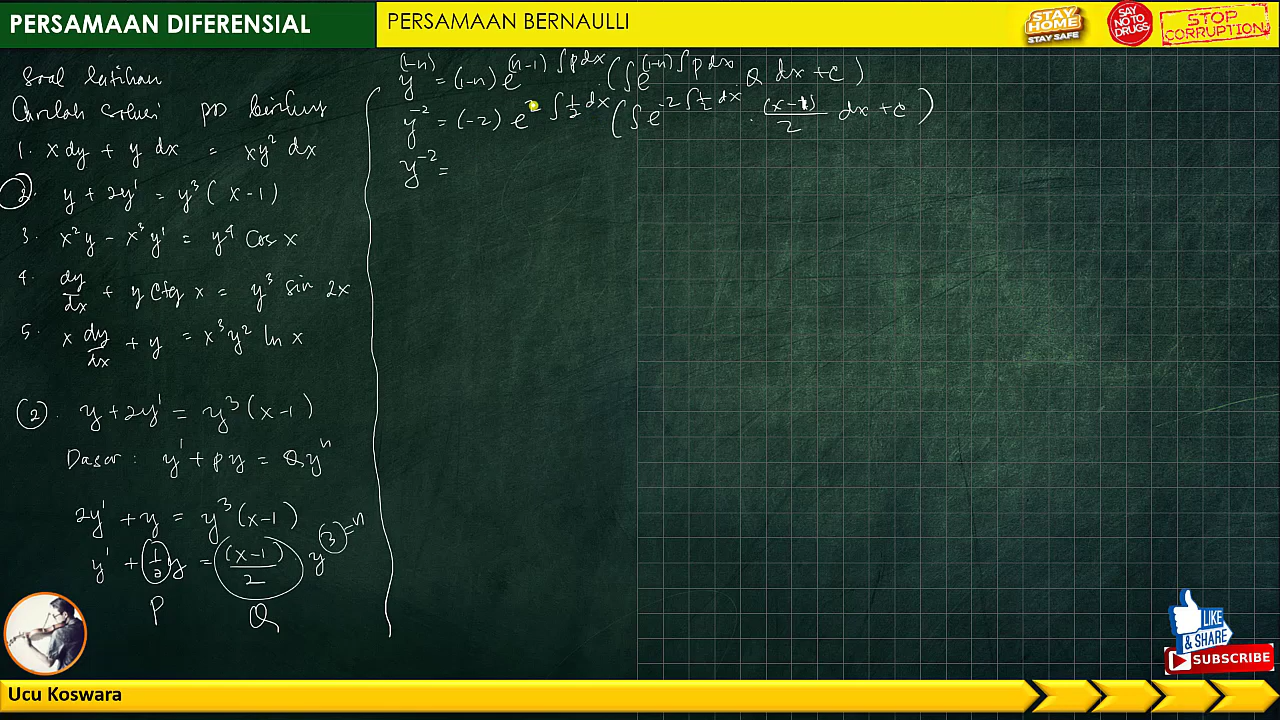 PERSAMAAN DIFERENSIAL
PERSAMAAN BERNAULLI
STAY HOME
STAY SAFE
SAY NO TO DRUGS
STOP CORRUPTION!
Soal latihan
Carilah solusi PD berikut
1. x dy + y dx = xy² dx
2. y + 2y' = y³ (x-1)
3. x²y - x³y' = y⁴ Cos x
4. dy/dx + y Ctg x = y³ sin 2x
5. x dy/dx + y = x³y² ln x
(2). y + 2y' = y³ (x-1)
Dasar : y' + Py = Qyⁿ
2y' + y = y³ (x-1)
y' + (1/2)y = (x-1)/2 y³ = n
P Q
y^(1-n) = (1-n) e^((n-1) ∫p dx) (∫e^((1-n) ∫p dx) Q dx + c)
y⁻² = (-2) e^(2 ∫1/2 dx) (∫e^(-2 ∫1/2 dx) . (x-1)/2 dx + c)
y⁻² =
LIKE & SHARE
SUBSCRIBE
Ucu Koswara